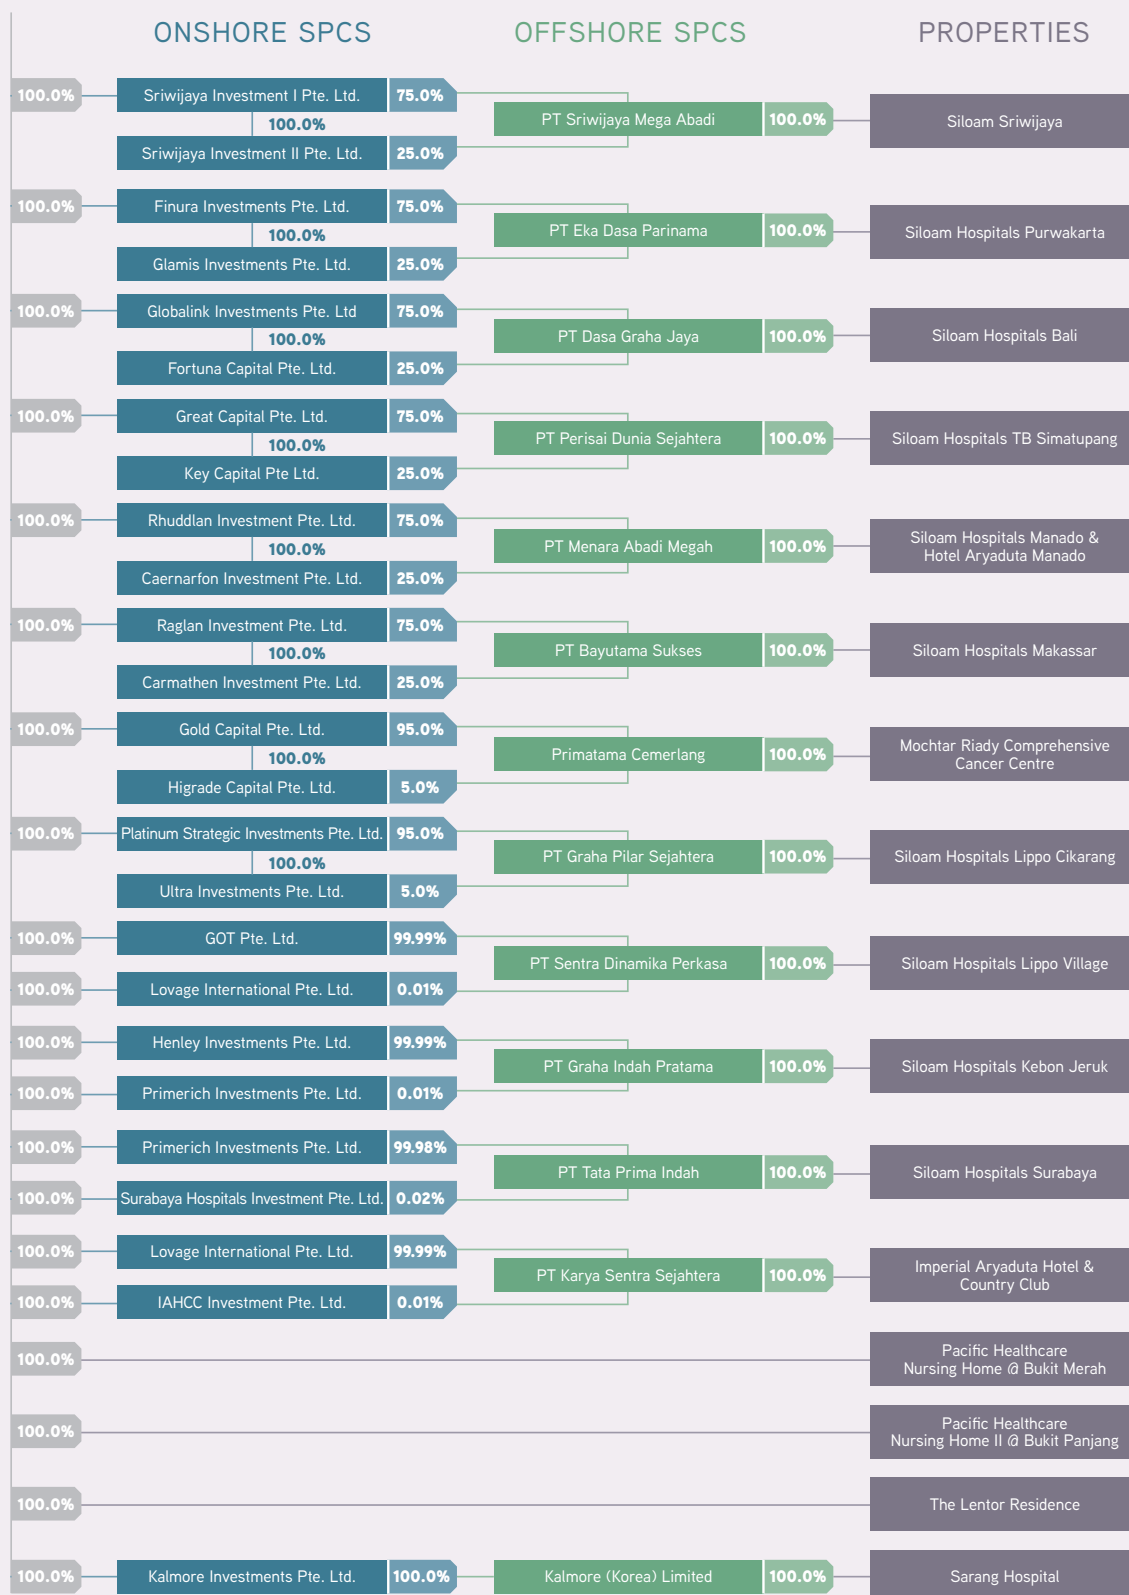 ONSHORE SPCS
OFFSHORE SPCS
PROPERTIES
100.0%
Sriwijaya Investment I Pte. Ltd.
75.0%
100.0%
Sriwijaya Investment II Pte. Ltd.
25.0%
PT Sriwijaya Mega Abadi
100.0%
Siloam Sriwijaya
100.0%
Finura Investments Pte. Ltd.
75.0%
100.0%
Glamis Investments Pte. Ltd.
25.0%
PT Eka Dasa Parinama
100.0%
Siloam Hospitals Purwakarta
100.0%
Globalink Investments Pte. Ltd
75.0%
100.0%
Fortuna Capital Pte. Ltd.
25.0%
PT Dasa Graha Jaya
100.0%
Siloam Hospitals Bali
100.0%
Great Capital Pte. Ltd.
75.0%
100.0%
Key Capital Pte Ltd.
25.0%
PT Perisai Dunia Sejahtera
100.0%
Siloam Hospitals TB Simatupang
100.0%
Rhuddlan Investment Pte. Ltd.
75.0%
100.0%
Caernarfon Investment Pte. Ltd.
25.0%
PT Menara Abadi Megah
100.0%
Siloam Hospitals Manado &
Hotel Aryaduta Manado
100.0%
Raglan Investment Pte. Ltd.
75.0%
100.0%
Carmathen Investment Pte. Ltd.
25.0%
PT Bayutama Sukses
100.0%
Siloam Hospitals Makassar
100.0%
Gold Capital Pte. Ltd.
95.0%
100.0%
Higrade Capital Pte. Ltd.
5.0%
Primatama Cemerlang
100.0%
Mochtar Riady Comprehensive
Cancer Centre
100.0%
Platinum Strategic Investments Pte. Ltd.
95.0%
100.0%
Ultra Investments Pte. Ltd.
5.0%
PT Graha Pilar Sejahtera
100.0%
Siloam Hospitals Lippo Cikarang
100.0%
GOT Pte. Ltd.
99.99%
100.0%
Lovage International Pte. Ltd.
0.01%
PT Sentra Dinamika Perkasa
100.0%
Siloam Hospitals Lippo Village
100.0%
Henley Investments Pte. Ltd.
99.99%
100.0%
Primerich Investments Pte. Ltd.
0.01%
PT Graha Indah Pratama
100.0%
Siloam Hospitals Kebon Jeruk
100.0%
Primerich Investments Pte. Ltd.
99.98%
100.0%
Surabaya Hospitals Investment Pte. Ltd.
0.02%
PT Tata Prima Indah
100.0%
Siloam Hospitals Surabaya
100.0%
Lovage International Pte. Ltd.
99.99%
100.0%
IAHCC Investment Pte. Ltd.
0.01%
PT Karya Sentra Sejahtera
100.0%
Imperial Aryaduta Hotel &
Country Club
100.0%
Pacific Healthcare
Nursing Home @ Bukit Merah
100.0%
Pacific Healthcare
Nursing Home II @ Bukit Panjang
100.0%
The Lentor Residence
100.0%
Kalmore Investments Pte. Ltd.
100.0%
Kalmore (Korea) Limited
100.0%
Sarang Hospital